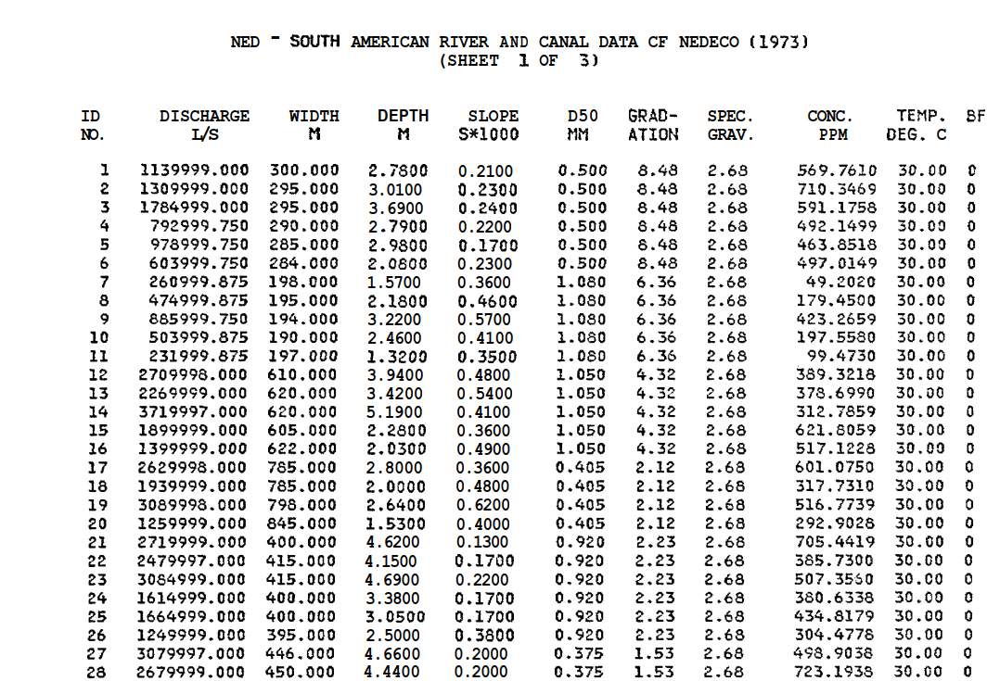 NED - SOUTH AMERICAN RIVER AND CANAL DATA CF NEDECO (1973)
(SHEET 1 OF 3)
ID DISCHARGE WIDTH DEPTH SLOPE D50 GRAD- SPEC. CONC. TEMP. BF
NO. L/S M M S*1000 MM ATION GRAV. PPM DEG. C
1 1139999.000 300.000 2.7800 0.2100 0.500 8.48 2.68 569.7610 30.00 0
2 1309999.000 295.000 3.0100 0.2300 0.500 8.48 2.68 710.3469 30.00 0
3 1784999.000 295.000 3.6900 0.2400 0.500 8.48 2.68 591.1758 30.00 0
4 792999.750 290.000 2.7900 0.2200 0.500 8.48 2.68 492.1499 30.00 0
5 978999.750 285.000 2.9800 0.1700 0.500 8.48 2.68 463.8518 30.00 0
6 603999.750 284.000 2.0800 0.2300 0.500 8.48 2.68 497.0149 30.00 0
7 260999.875 198.000 1.5700 0.3600 1.080 6.36 2.68 49.2020 30.00 0
8 474999.875 195.000 2.1800 0.4600 1.080 6.36 2.68 179.4500 30.00 0
9 885999.750 194.000 3.2200 0.5700 1.080 6.36 2.68 423.2659 30.00 0
10 503999.875 190.000 2.4600 0.4100 1.080 6.36 2.68 197.5580 30.00 0
11 231999.875 197.000 1.3200 0.3500 1.080 6.36 2.68 99.4730 30.00 0
12 2709998.000 610.000 3.9400 0.4800 1.050 4.32 2.68 389.3218 30.00 0
13 2269999.000 620.000 3.4200 0.5400 1.050 4.32 2.68 378.6990 30.00 0
14 3719997.000 620.000 5.1900 0.4100 1.050 4.32 2.68 312.7859 30.00 0
15 1899999.000 605.000 2.2800 0.3600 1.050 4.32 2.68 621.8059 30.00 0
16 1399999.000 622.000 2.0300 0.4900 1.050 4.32 2.68 517.1228 30.00 0
17 2629998.000 785.000 2.8000 0.3600 0.405 2.12 2.68 601.0750 30.00 0
18 1939999.000 785.000 2.0000 0.4800 0.405 2.12 2.68 317.7310 30.00 0
19 3089998.000 798.000 2.6400 0.6200 0.405 2.12 2.68 516.7739 30.00 0
20 1259999.000 845.000 1.5300 0.4000 0.405 2.12 2.68 292.9028 30.00 0
21 2719999.000 400.000 4.6200 0.1300 0.920 2.23 2.68 705.4419 30.00 0
22 2479997.000 415.000 4.1500 0.1700 0.920 2.23 2.68 385.7300 30.00 0
23 3084999.000 415.000 4.6900 0.2200 0.920 2.23 2.68 507.3560 30.00 0
24 1614999.000 400.000 3.3800 0.1700 0.920 2.23 2.68 380.6338 30.00 0
25 1664999.000 400.000 3.0500 0.1700 0.920 2.23 2.68 434.8179 30.00 0
26 1249999.000 395.000 2.5000 0.3800 0.920 2.23 2.68 304.4778 30.00 0
27 3079997.000 446.000 4.6600 0.2000 0.375 1.53 2.68 498.9038 30.00 0
28 2679999.000 450.000 4.4400 0.2000 0.375 1.53 2.68 723.1938 30.00 0